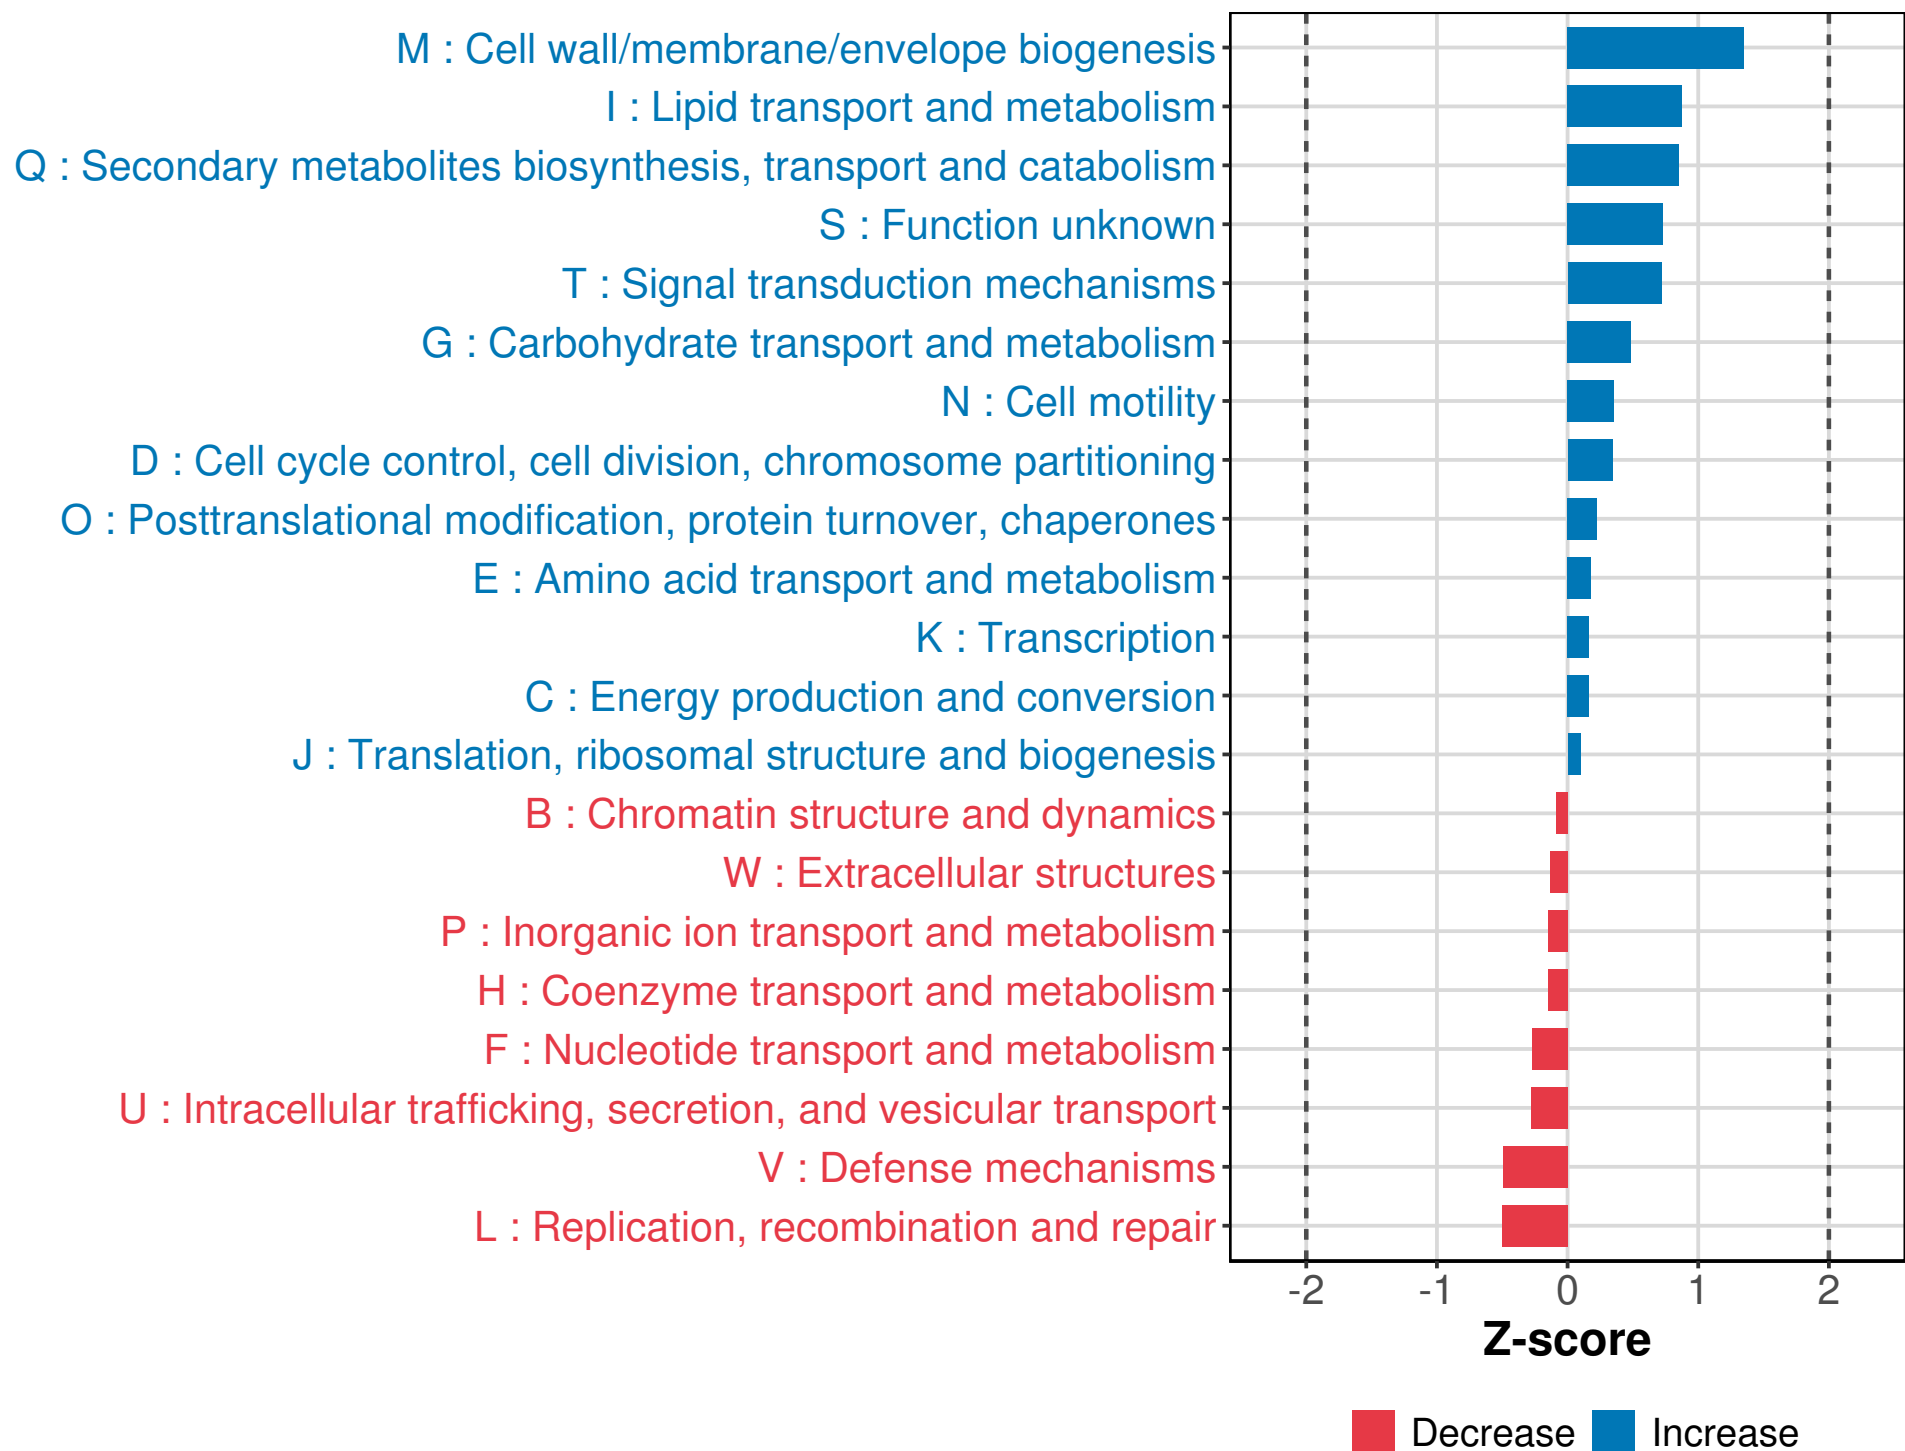 M : Cell wall/membrane/envelope biogenesis
I : Lipid transport and metabolism
Q : Secondary metabolites biosynthesis, transport and catabolism
S : Function unknown
T : Signal transduction mechanisms
G : Carbohydrate transport and metabolism
N : Cell motility
D : Cell cycle control, cell division, chromosome partitioning
O : Posttranslational modification, protein turnover, chaperones
E : Amino acid transport and metabolism
K : Transcription
C : Energy production and conversion
J : Translation, ribosomal structure and biogenesis
B : Chromatin structure and dynamics
W : Extracellular structures
P : Inorganic ion transport and metabolism
H : Coenzyme transport and metabolism
F : Nucleotide transport and metabolism
U : Intracellular trafficking, secretion, and vesicular transport
V : Defense mechanisms
L : Replication, recombination and repair
-2 -1 0 1 2
Z-score
Decrease Increase